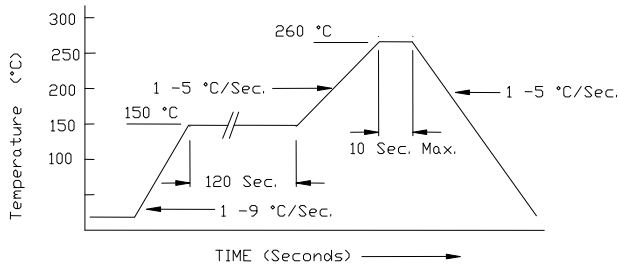 300
260 °C
250
200
1 -5 °C/Sec.
1 -5 °C/Sec.
150 °C
150
100
10 Sec. Max.
120 Sec.
1 -9 °C/Sec.
Temperature (°C)
TIME (Seconds)